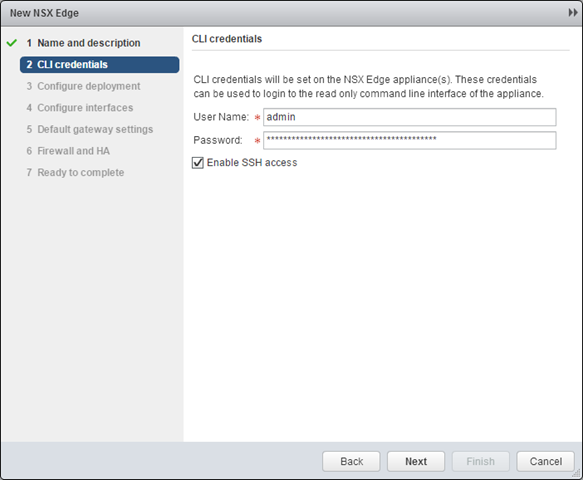 New NSX Edge
1 Name and description
2 CLI credentials
3 Configure deployment
4 Configure interfaces
5 Default gateway settings
6 Firewall and HA
7 Ready to complete
CLI credentials
CLI credentials will be set on the NSX Edge appliance(s). These credentials
can be used to login to the read only command line interface of the appliance.
User Name: * admin
Password: * ****************************************
Enable SSH access
Back Next Finish Cancel